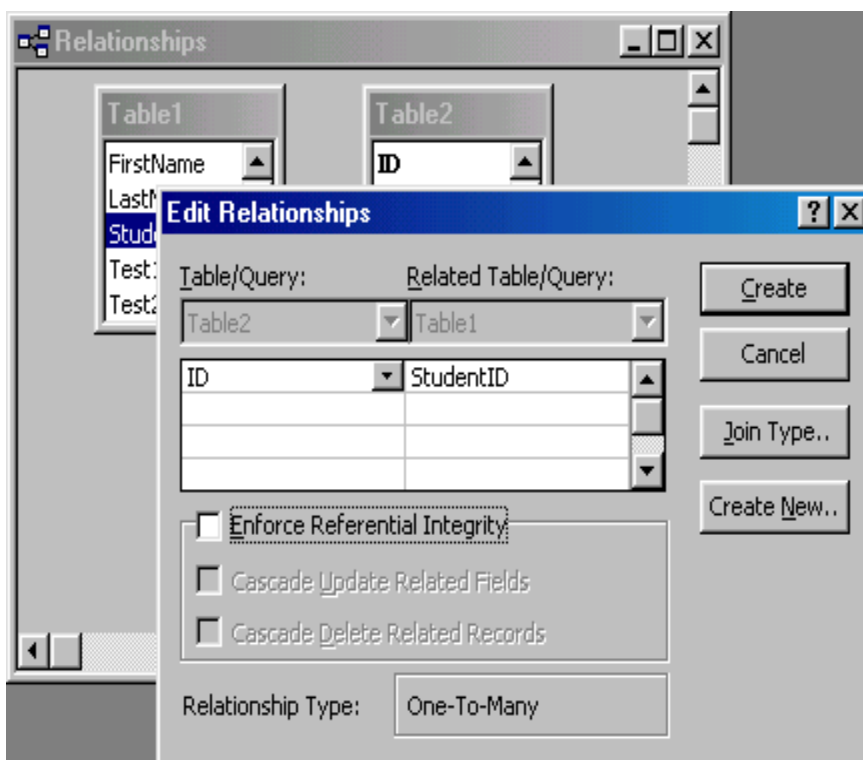 Relationships
Table1
Table2
FirstName
ID
Edit Relationships
Table/Query:
Related Table/Query:
Create
Table2
Table1
Cancel
ID
StudentID
Join Type..
Create New..
Enforce Referential Integrity
Cascade Update Related Fields
Cascade Delete Related Records
Relationship Type:
One-To-Many